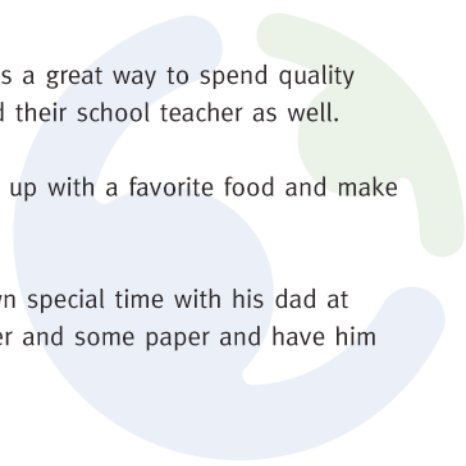 s a great way to spend quality
their school teacher as well.
up with a favorite food and make
special time with his dad at
and some paper and have him